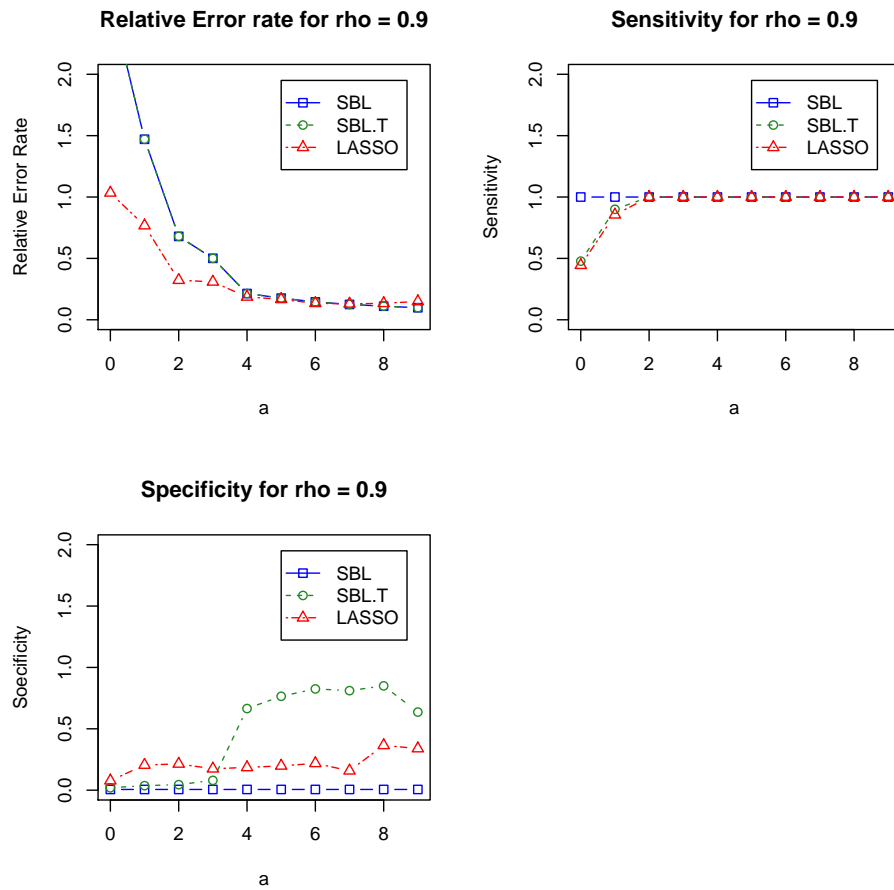 Relative Error rate for rho = 0.9
Relative Error Rate
2.0
1.5
1.0
0.5
0.0
SBL
SBL.T
LASSO
0 2 4 6 8
a
Sensitivity for rho = 0.9
Sensitivity
2.0
1.5
1.0
0.5
0.0
SBL
SBL.T
LASSO
0 2 4 6 8
a
Specificity for rho = 0.9
Soecificity
2.0
1.5
1.0
0.5
0.0
SBL
SBL.T
LASSO
0 2 4 6 8
a